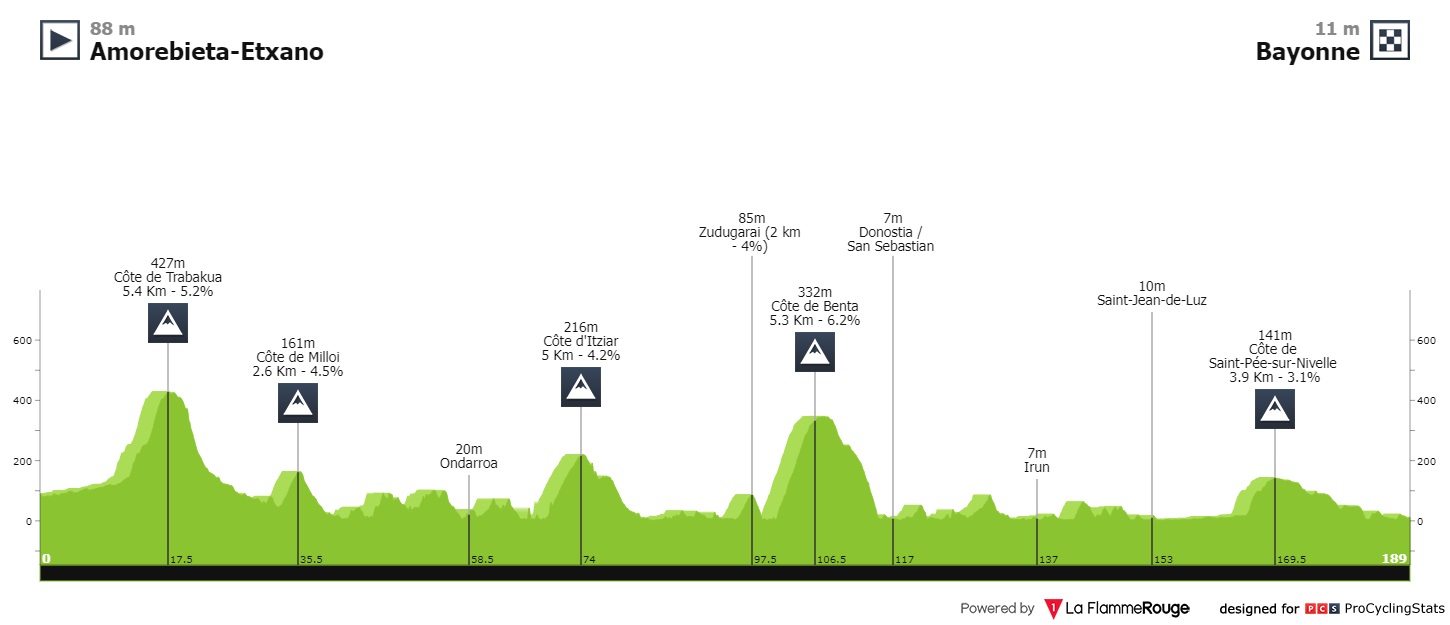 88 m
Amorebieta-Etxano
11 m
Bayonne
427m
Côte de Trabakua
5.4 Km - 5.2%
161m
Côte de Milloi
2.6 Km - 4.5%
20m
Ondarroa
216m
Côte d'Itziar
5 Km - 4.2%
85m
Zudugarai (2 km
- 4%)
332m
Côte de Benta
5.3 Km - 6.2%
7m
Donostia /
San Sebastian
7m
Irun
10m
Saint-Jean-de-Luz
141m
Côte de
Saint-Pée-sur-Nivelle
3.9 Km - 3.1%
600
400
200
0
600
400
200
0
0
17.5
35.5
58.5
74
97.5
106.5
117
137
153
169.5
189
Powered by 1 La FlammeRouge designed for PCS ProCyclingStats